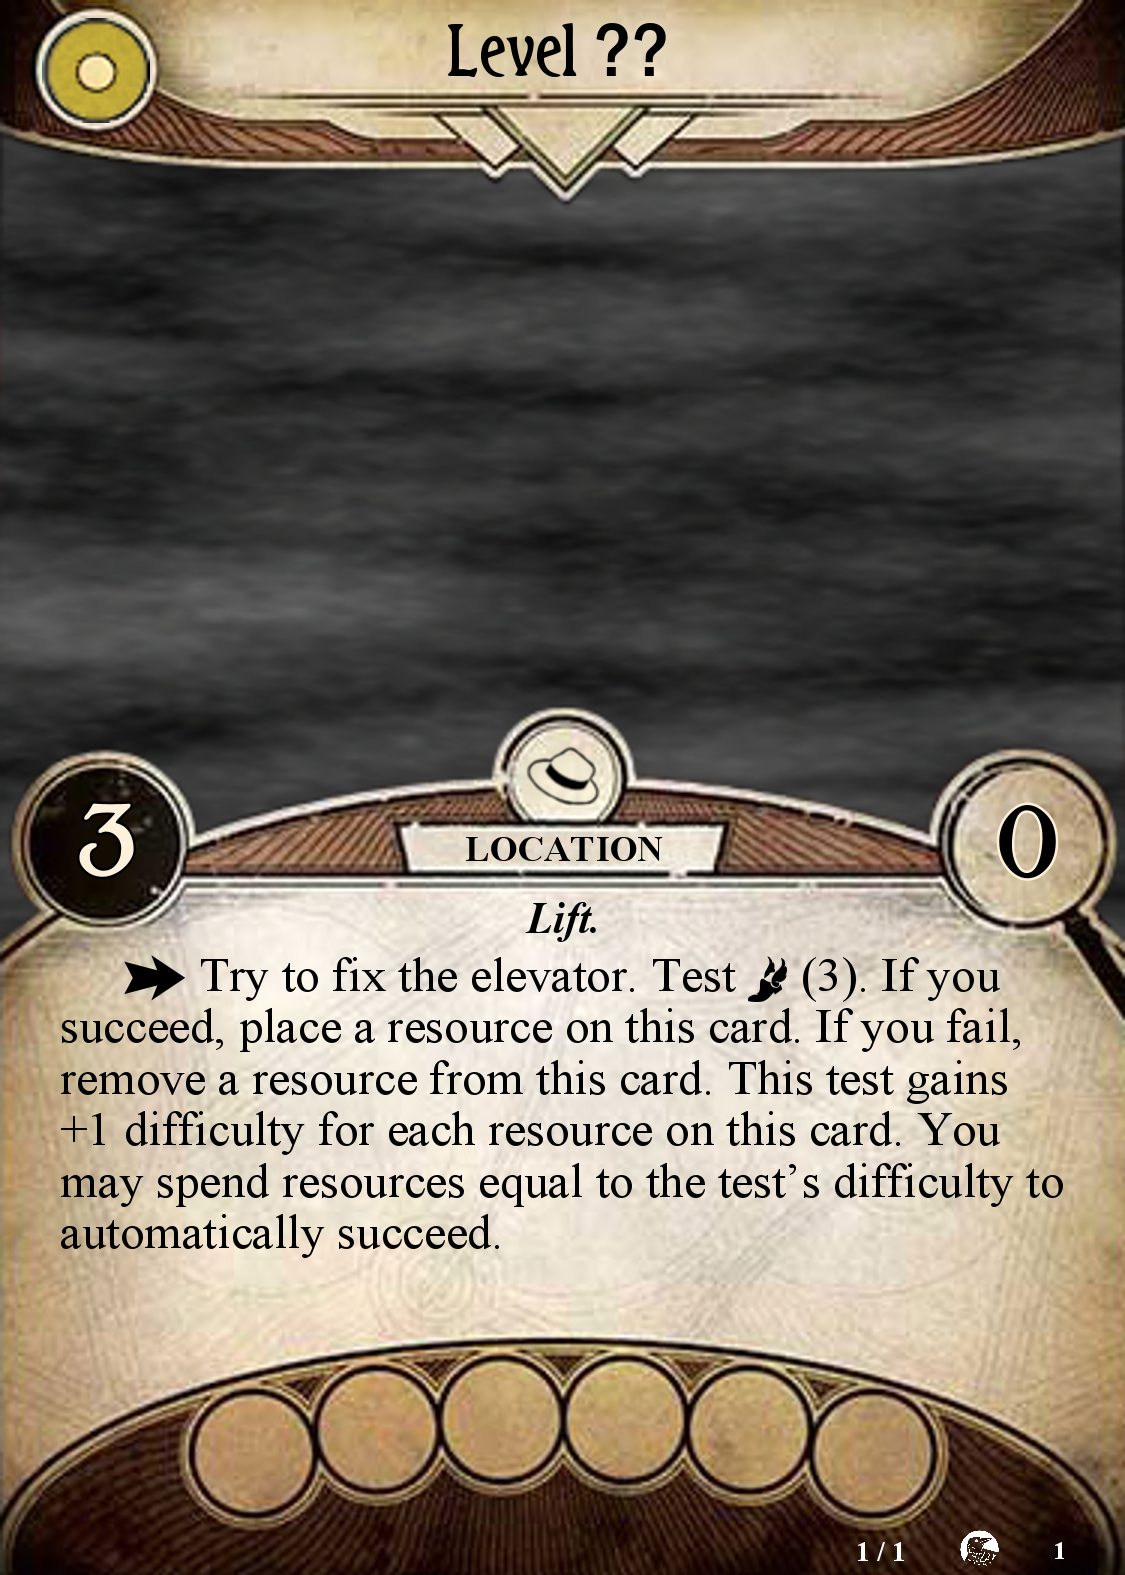 Level ??
3
0
LOCATION
Lift.
Try to fix the elevator. Test (3). If you
succeed, place a resource on this card. If you fail,
remove a resource from this card. This test gains
+1 difficulty for each resource on this card. You
may spend resources equal to the test’s difficulty to
automatically succeed.
1 / 1
1